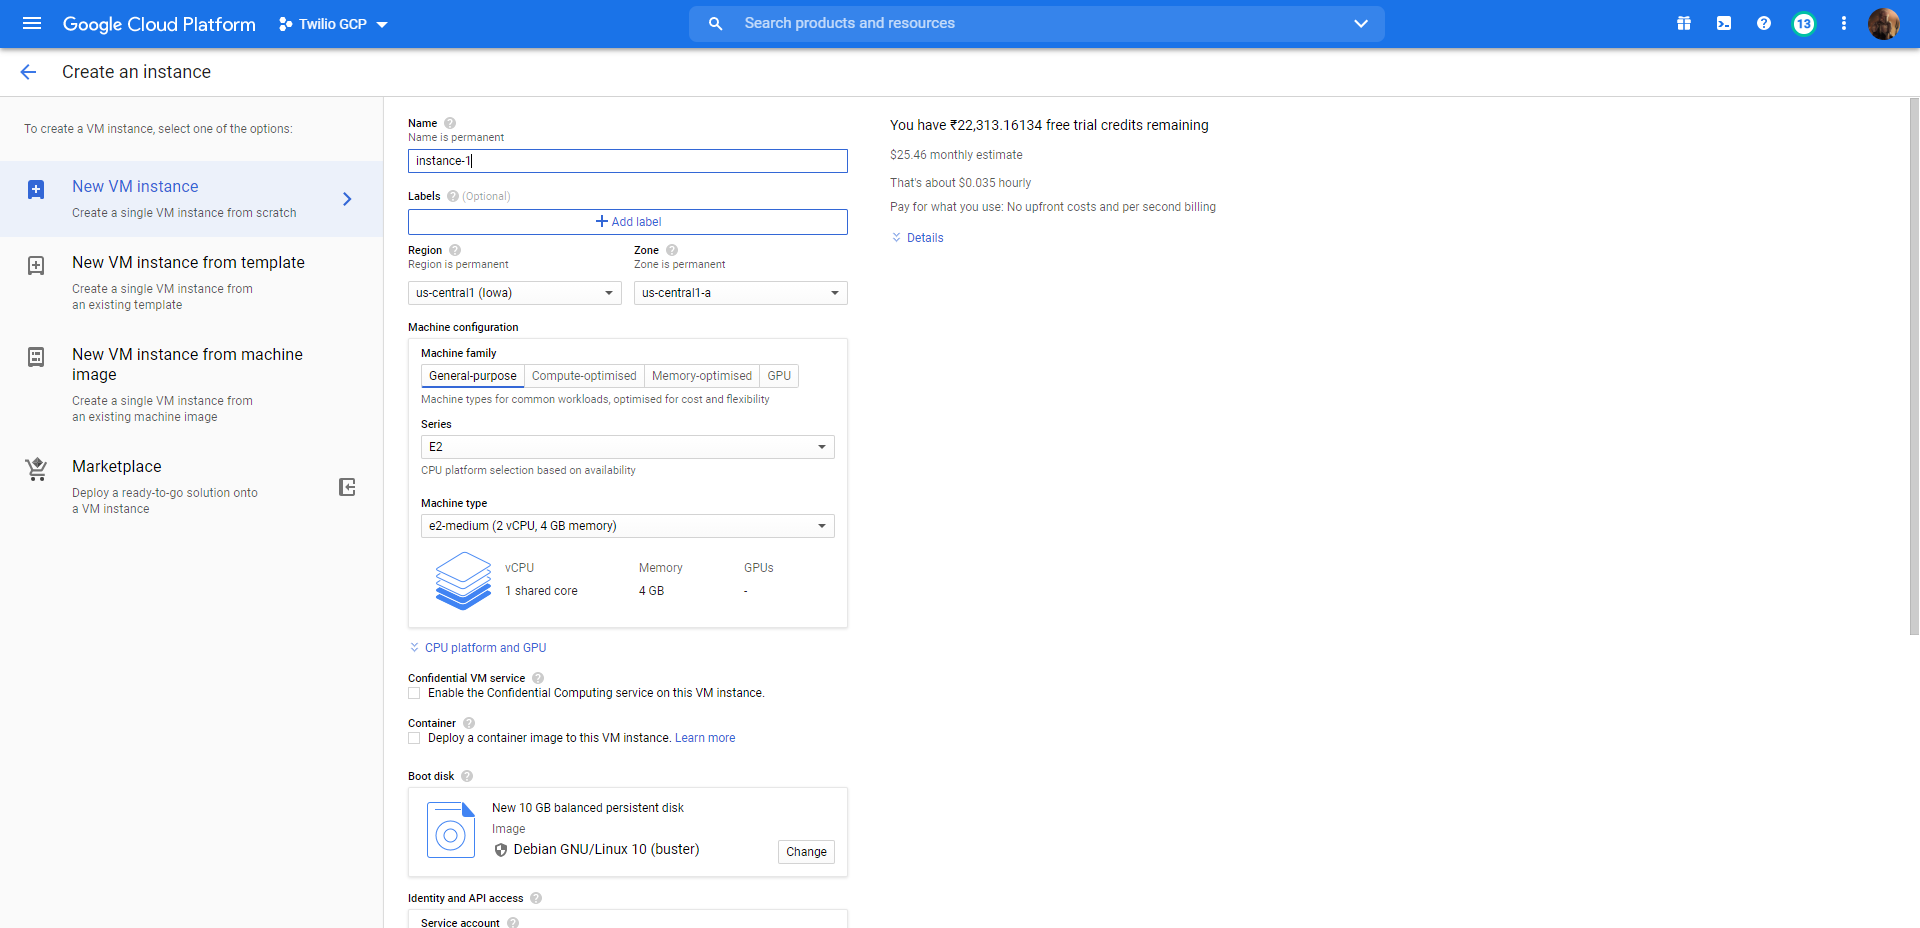 Google Cloud Platform
Twilio GCP
Search products and resources
13
Create an instance
To create a VM instance, select one of the options:
New VM instance
Create a single VM instance from scratch
New VM instance from template
Create a single VM instance from
an existing template
New VM instance from machine
image
Create a single VM instance from
an existing machine image
Marketplace
Deploy a ready-to-go solution onto
a VM instance
Name
Name is permanent
instance-1
Labels (Optional)
Add label
Region
Region is permanent
us-central1 (Iowa)
Zone
Zone is permanent
us-central1-a
Machine configuration
Machine family
General-purpose Compute-optimised Memory-optimised GPU
Machine types for common workloads, optimised for cost and flexibility
Series
E2
CPU platform selection based on availability
Machine type
e2-medium (2 vCPU, 4 GB memory)
vCPU Memory GPUs
1 shared core 4 GB -
CPU platform and GPU
Confidential VM service
Enable the Confidential Computing service on this VM instance.
Container
Deploy a container image to this VM instance. Learn more
Boot disk
New 10 GB balanced persistent disk
Image
Debian GNU/Linux 10 (buster)
Change
Identity and API access
Service account
You have ₹22,313.16134 free trial credits remaining
$25.46 monthly estimate
That's about $0.035 hourly
Pay for what you use: No upfront costs and per second billing
Details